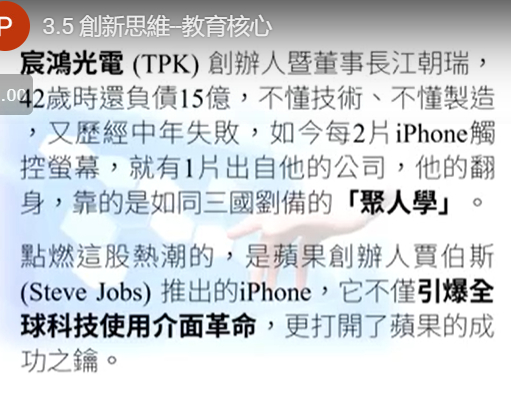 P 3.5 創新思維--教育核心
宸鴻光電 (TPK) 創辦人暨董事長江朝瑞，
.00
42歲時還負債15億，不懂技術、不懂製造
，又歷經中年失敗，如今每2片iPhone觸
控螢幕，就有1片出自他的公司，他的翻
身，靠的是如同三國劉備的「聚人學」。
點燃這股熱潮的，是蘋果創辦人賈伯斯
(Steve Jobs) 推出的iPhone，它不僅引爆全
球科技使用介面革命，更打開了蘋果的成
功之鑰。